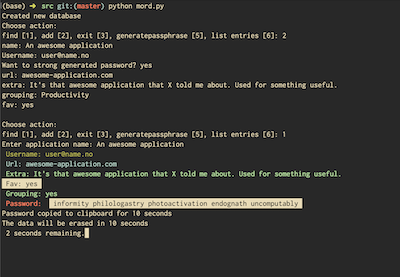 (base) ➜ src git:(master) python mord.py
Created new database
Choose action:
find [1], add [2], exit [3], generatepassphrase [5], list entries [6]: 2
name: An awesome application
Username: user@name.no
Want to strong generated password? yes
url: awesome-application.com
extra: It's that awesome application that X told me about. Used for something useful.
grouping: Productivity
fav: yes
Choose action:
find [1], add [2], exit [3], generatepassphrase [5], list entries [6]: 1
Enter application name: An awesome application
Username: user@name.no
Url: awesome-application.com
Extra: It's that awesome application that X told me about. Used for something useful.
Fav: yes
Grouping: yes
Password: informity philologastry photoactivation endognath uncomputably
Password copied to clipboard for 10 seconds
The data will be erased in 10 seconds
2 seconds remaining.